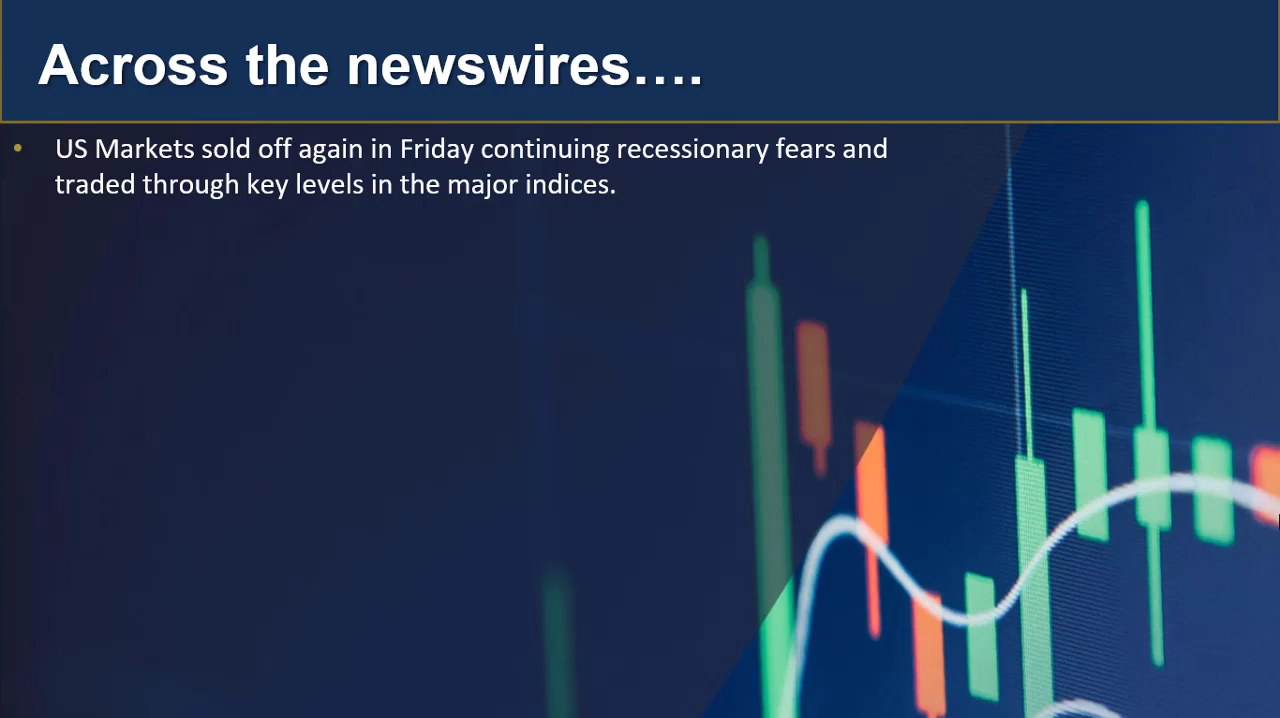 Across the newswires….
• US Markets sold off again in Friday continuing recessionary fears and
traded through key levels in the major indices.